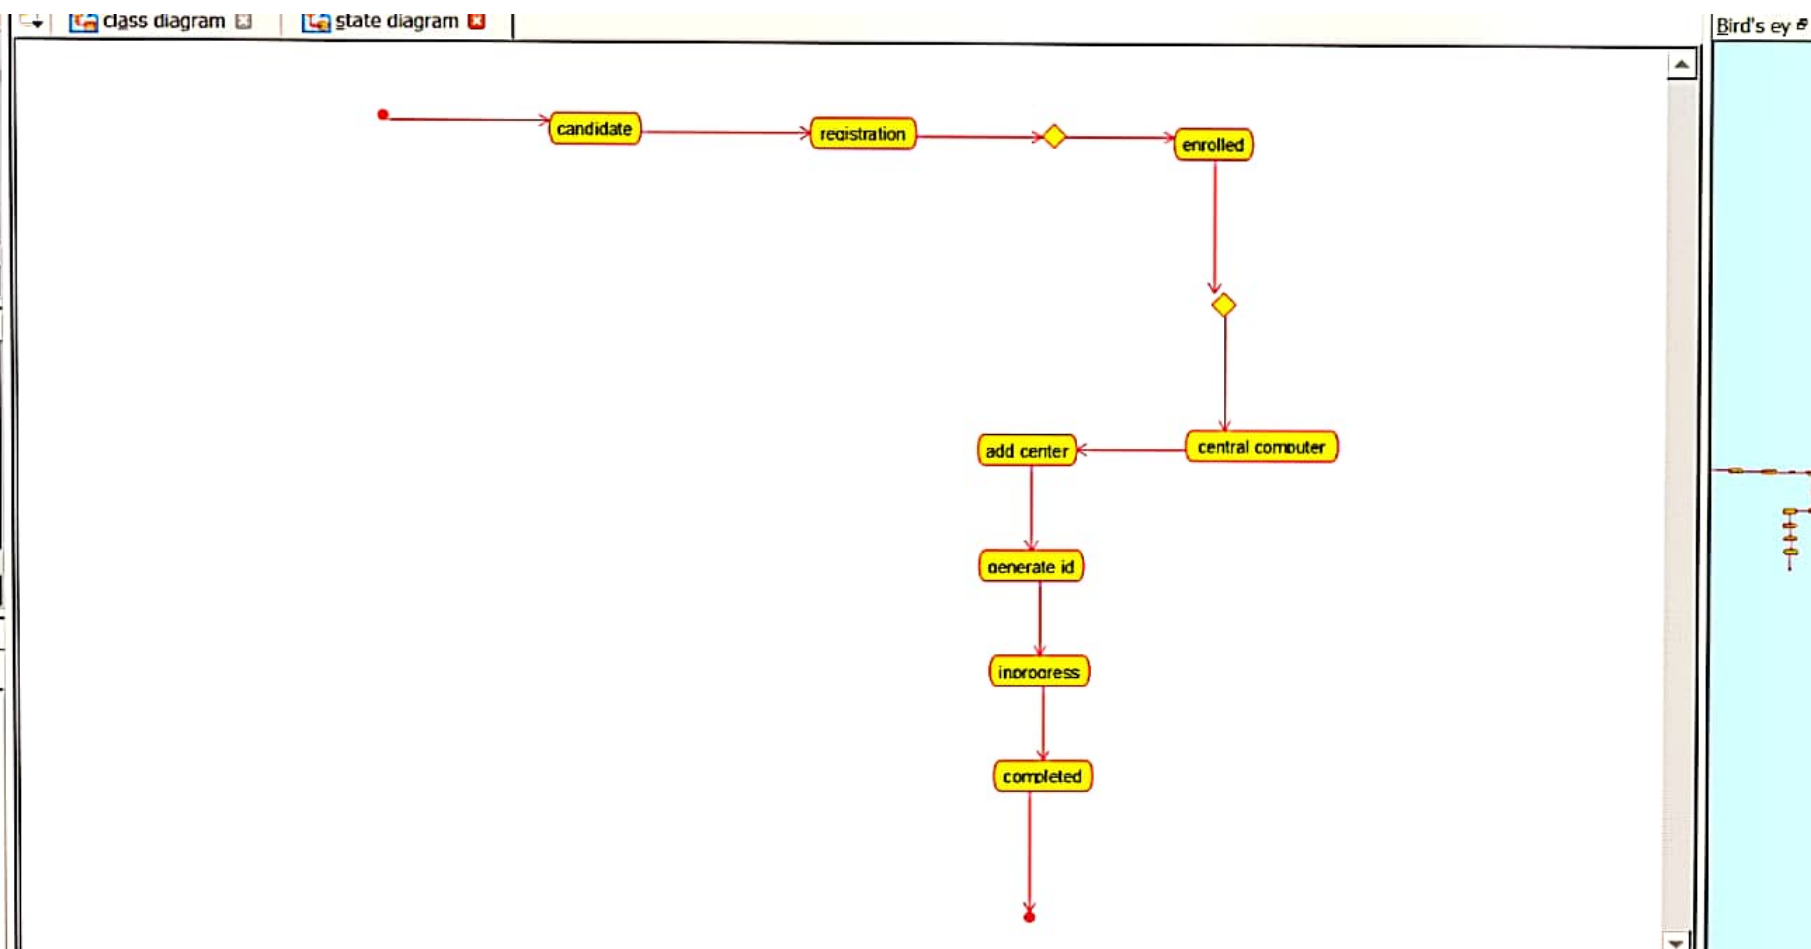 class diagram
state diagram
Bird's ey
candidate
registration
enrolled
central computer
add center
generate id
inprogress
completed